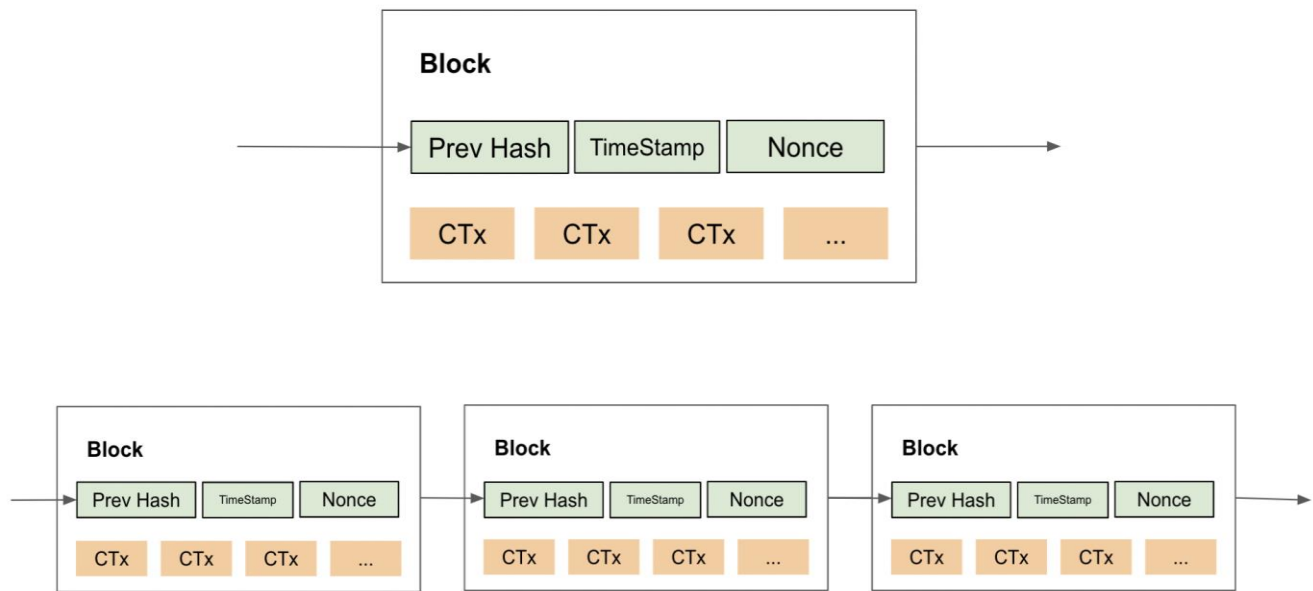 Block
Prev Hash TimeStamp Nonce
CTx CTx CTx ...
Block Block Block
Prev Hash TimeStamp Nonce Prev Hash TimeStamp Nonce Prev Hash TimeStamp Nonce
CTx CTx CTx ... CTx CTx CTx ... CTx CTx CTx ...